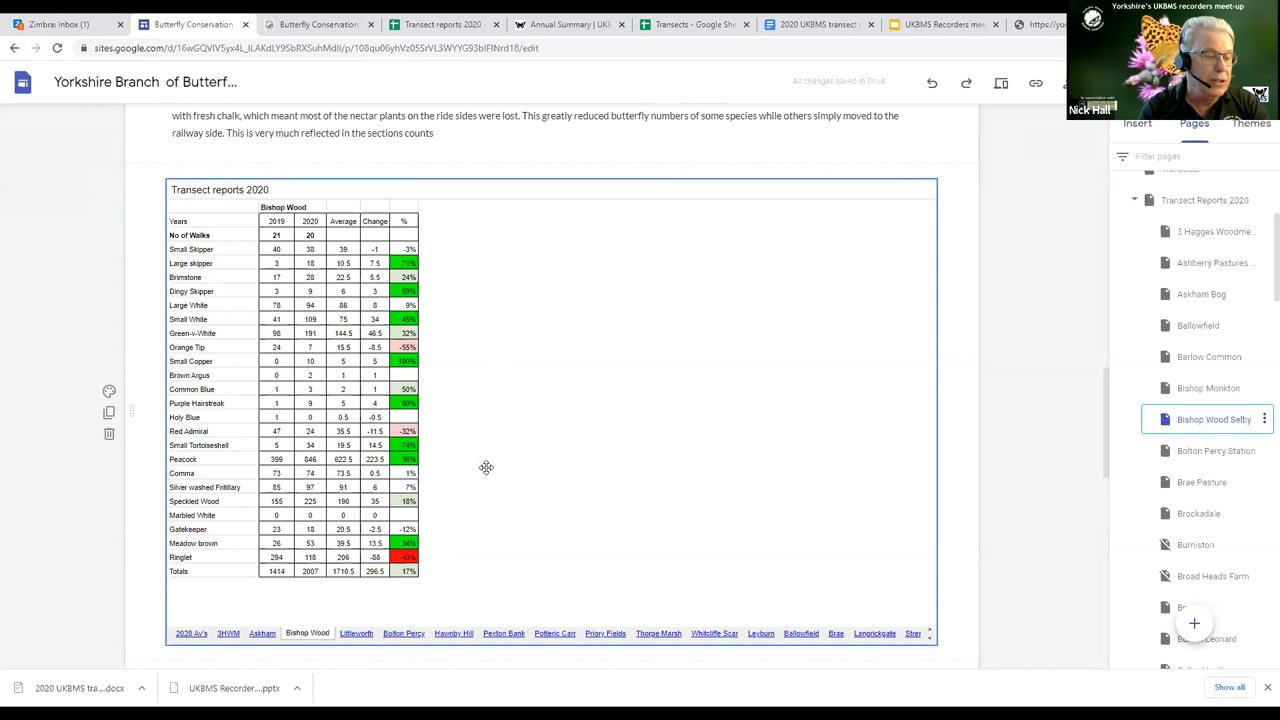 Zimbra: Inbox (1)
Butterfly Conservation
Butterfly Conservation
Transect reports 2020
Annual Summary | UKB
Transects - Google She
2020 UKBMS transect r
UKBMS Recorders mee
https://yo
sites.google.com/d/
/edit
Yorkshire's UKBMS recorders meet-up
Nick Hall
Yorkshire Branch of Butterf...
All changes saved in Drive
Insert
Pages
Themes
with fresh chalk, which meant most of the nectar plants in the ride sides were lost. This greatly reduced butterfly numbers of some species while others simply moved to the
railway side. This is very much reflected in the sections counts
Filter pages
Transect Reports 2020
S Hagges Woodme...
Ashberry Pastures ...
Askham Bog
Ballowfield
Barlow Common
Bishop Monkton
Bishop Wood Selby
Bolton Percy Station
Brae Pasture
Brockadale
Burniston
Broad Heads Farm
Transect reports 2020
Bishop Wood
Years 2019 2020 Average Change %
No of Walks 21 20
Small Skipper 40 38 39 -1 -3%
Large skipper 3 18 10.5 7.5 71%
Brimstone 17 28 22.5 5.5 24%
Dingy Skipper 3 9 6 3 50%
Large White 78 94 86 8 9%
Small White 41 109 75 34 45%
Green-v-White 98 191 144.5 46.5 32%
Orange Tip 24 7 15.5 -8.5 -55%
Small Copper 0 10 5 5 100%
Brown Argus 0 2 1 1
Common Blue 1 3 2 1 50%
Purple Hairstreak 1 9 5 4 80%
Holy Blue 1 0 0.5 -0.5
Red Admiral 47 24 35.5 -11.5 -32%
Small Tortoiseshell 5 34 19.5 14.5 74%
Peacock 399 846 622.5 223.5 36%
Comma 73 74 73.5 0.5 1%
Silver washed Fritillary 85 97 91 6 7%
Speckled Wood 155 225 190 35 18%
Marbled White 0 0 0 0
Gatekeeper 23 18 20.5 -2.5 -12%
Meadow brown 26 53 39.5 13.5 34%
Ringlet 294 118 206 -88 -43%
Totals 1414 2007 1710.5 296.5 17%
2020 Av's 3HWM Askham Bishop Wood Littleworth Bolton Percy Hawnby Hill Pexton Bank Potteric Carr Priory Fields Thorpe Marsh Whitcliffe Scar Leyburn Ballowfield Brae Langrickgate Stren
2020 UKBMS tra....docx
UKBMS Recorder....pptx
Show all